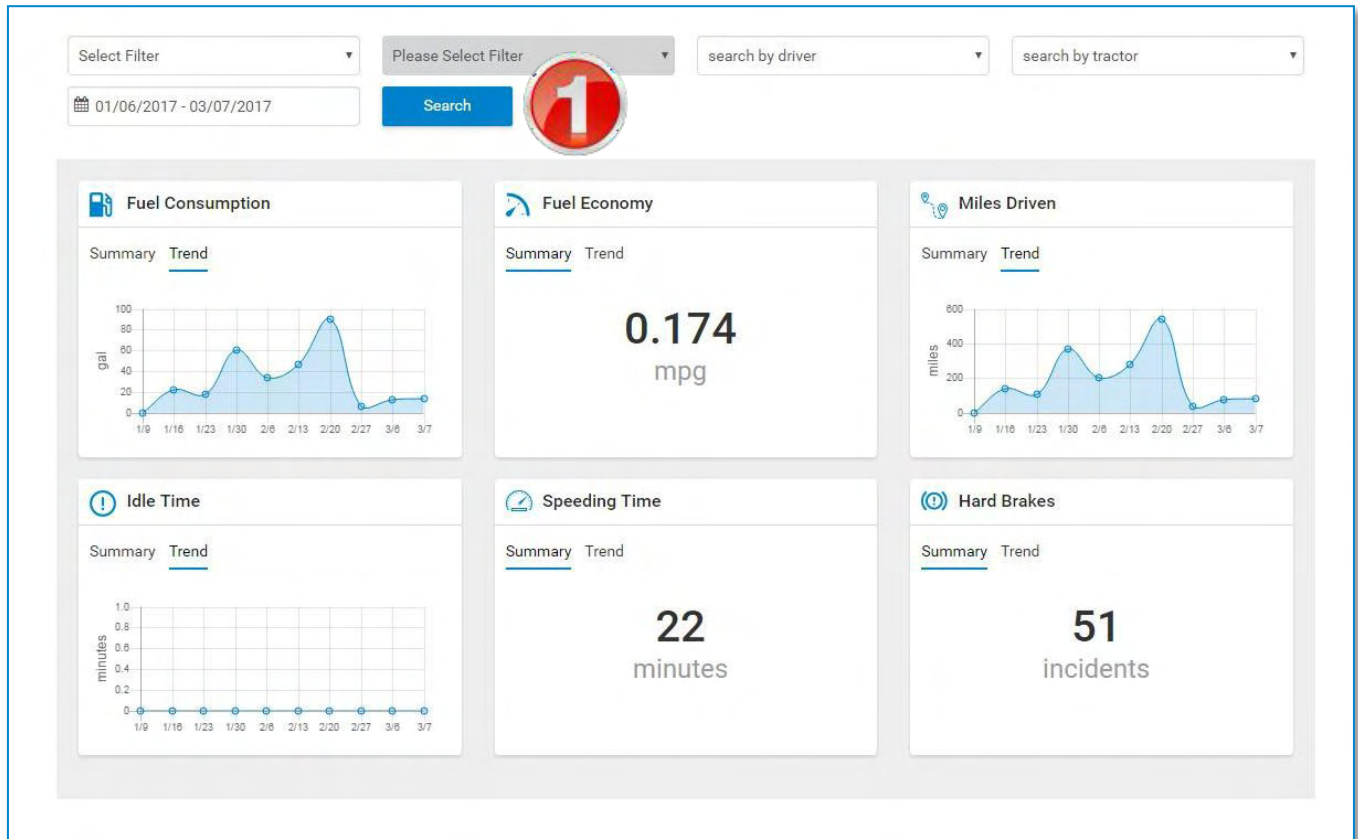 Select Filter Please Select Filter search by driver search by tractor
01/06/2017 - 03/07/2017 Search 1
Fuel Consumption
Summary Trend
100
80
60
40
20
0
gal
1/9 1/16 1/23 1/30 2/6 2/13 2/20 2/27 3/6 3/7
Fuel Economy
Summary Trend
0.174
mpg
Miles Driven
Summary Trend
600
400
200
0
miles
1/9 1/16 1/23 1/30 2/6 2/13 2/20 2/27 3/6 3/7
Idle Time
Summary Trend
1.0
0.8
0.6
0.4
0.2
0
minutes
1/9 1/16 1/23 1/30 2/6 2/13 2/20 2/27 3/6 3/7
Speeding Time
Summary Trend
22
minutes
Hard Brakes
Summary Trend
51
incidents